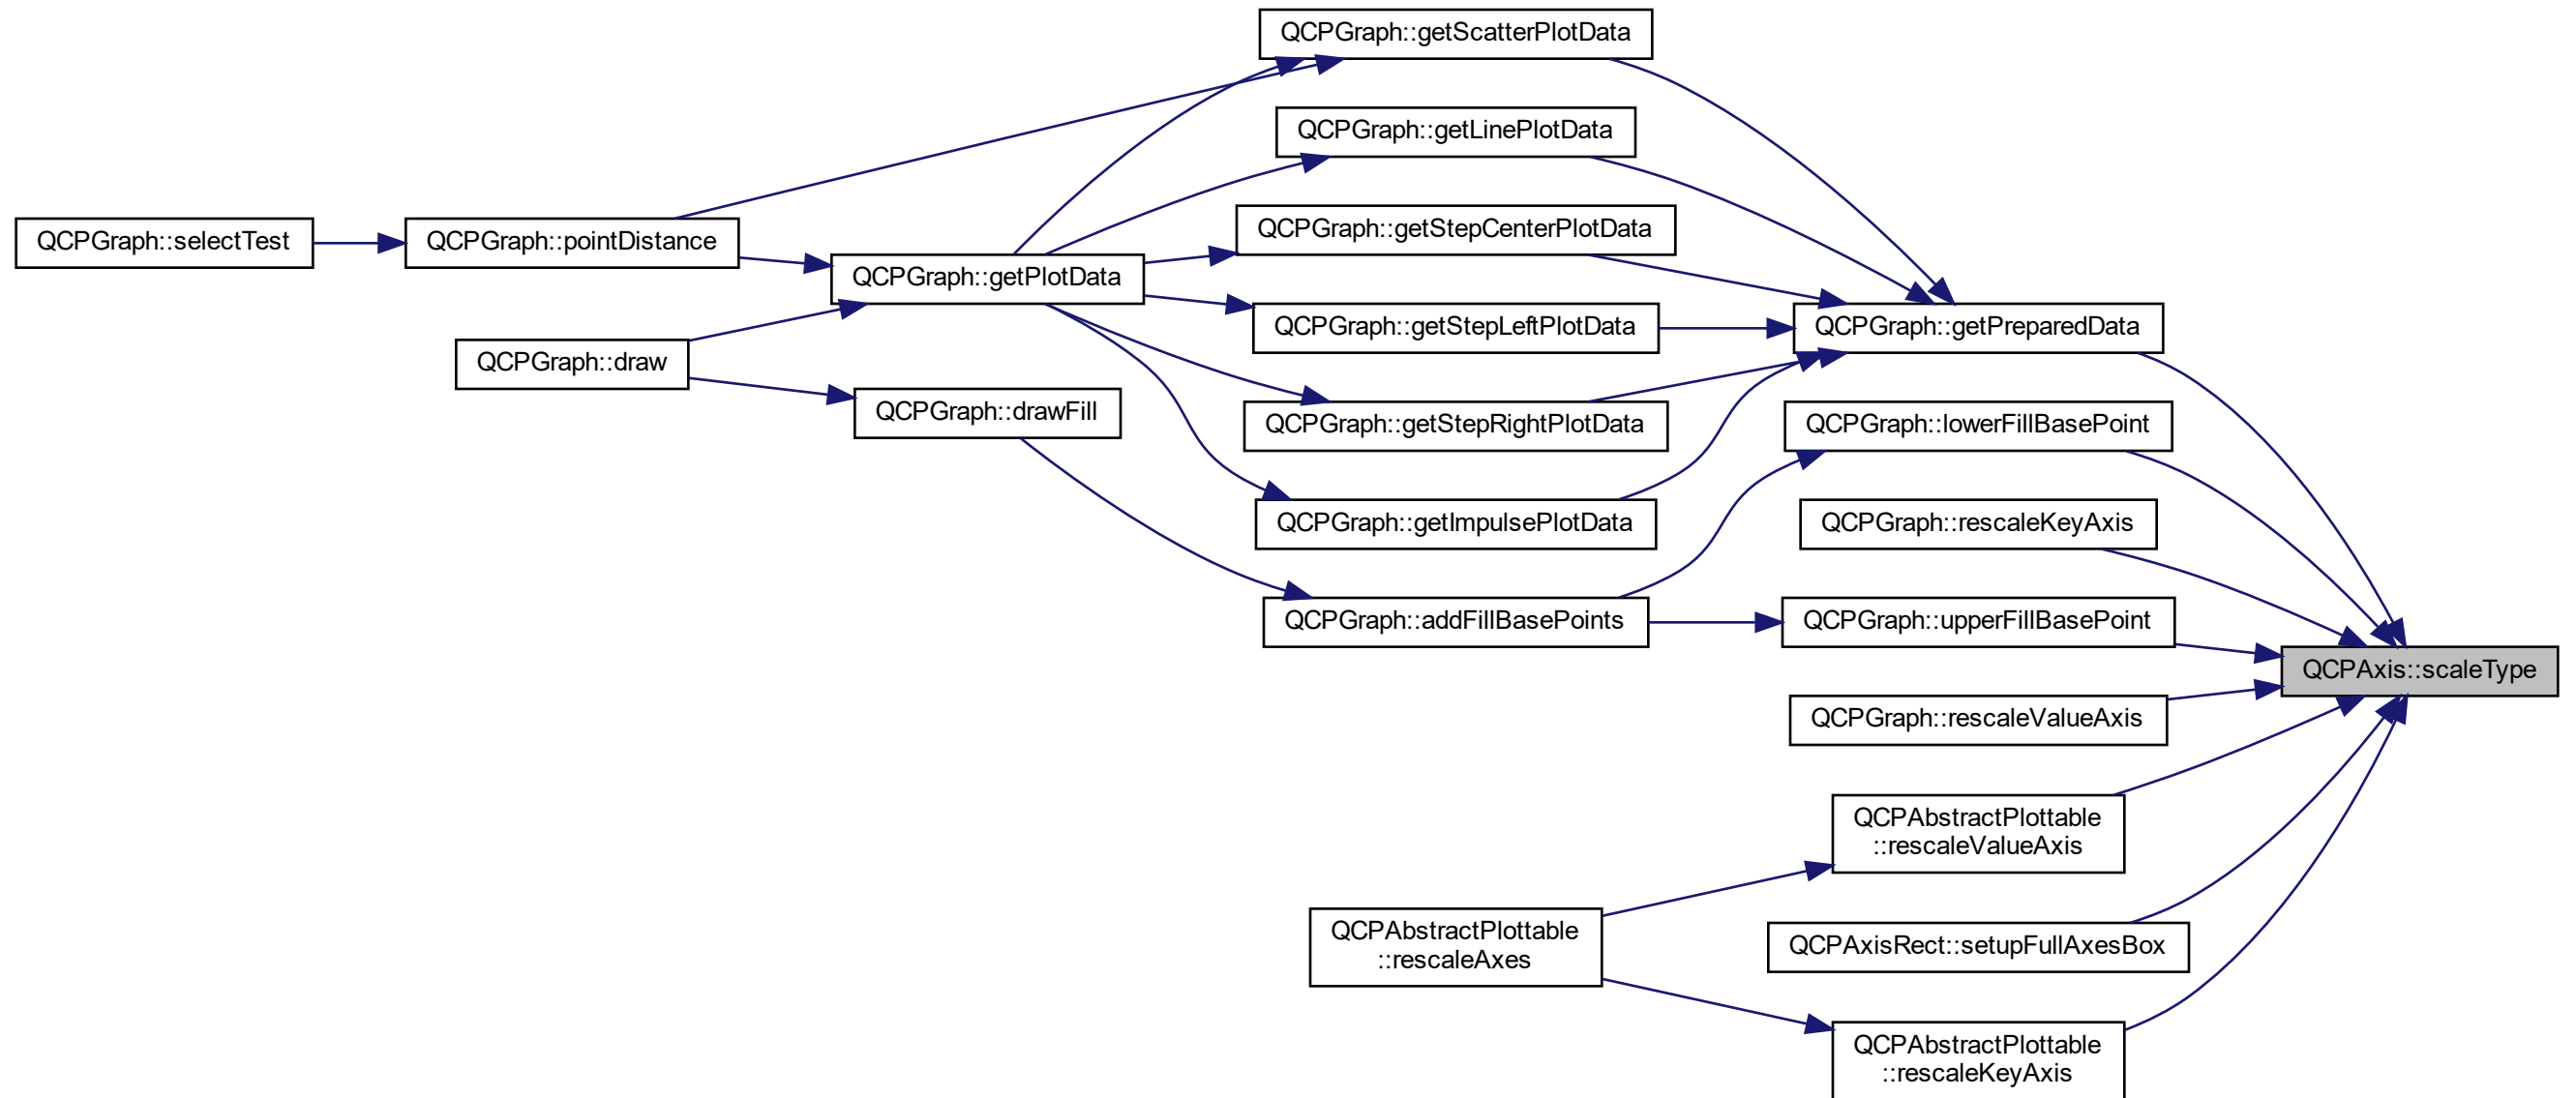 QCPGraph::getScatterPlotData
QCPGraph::getLinePlotData
QCPGraph::getStepCenterPlotData
QCPGraph::selectTest
QCPGraph::pointDistance
QCPGraph::getPlotData
QCPGraph::getStepLeftPlotData
QCPGraph::getPreparedData
QCPGraph::draw
QCPGraph::drawFill
QCPGraph::getStepRightPlotData
QCPGraph::lowerFillBasePoint
QCPGraph::getImpulsePlotData
QCPGraph::rescaleKeyAxis
QCPGraph::addFillBasePoints
QCPGraph::upperFillBasePoint
QCPAxis::scaleType
QCPGraph::rescaleValueAxis
QCPAbstractPlottable
::rescaleValueAxis
QCPAbstractPlottable
::rescaleAxes
QCPAxisRect::setupFullAxesBox
QCPAbstractPlottable
::rescaleKeyAxis